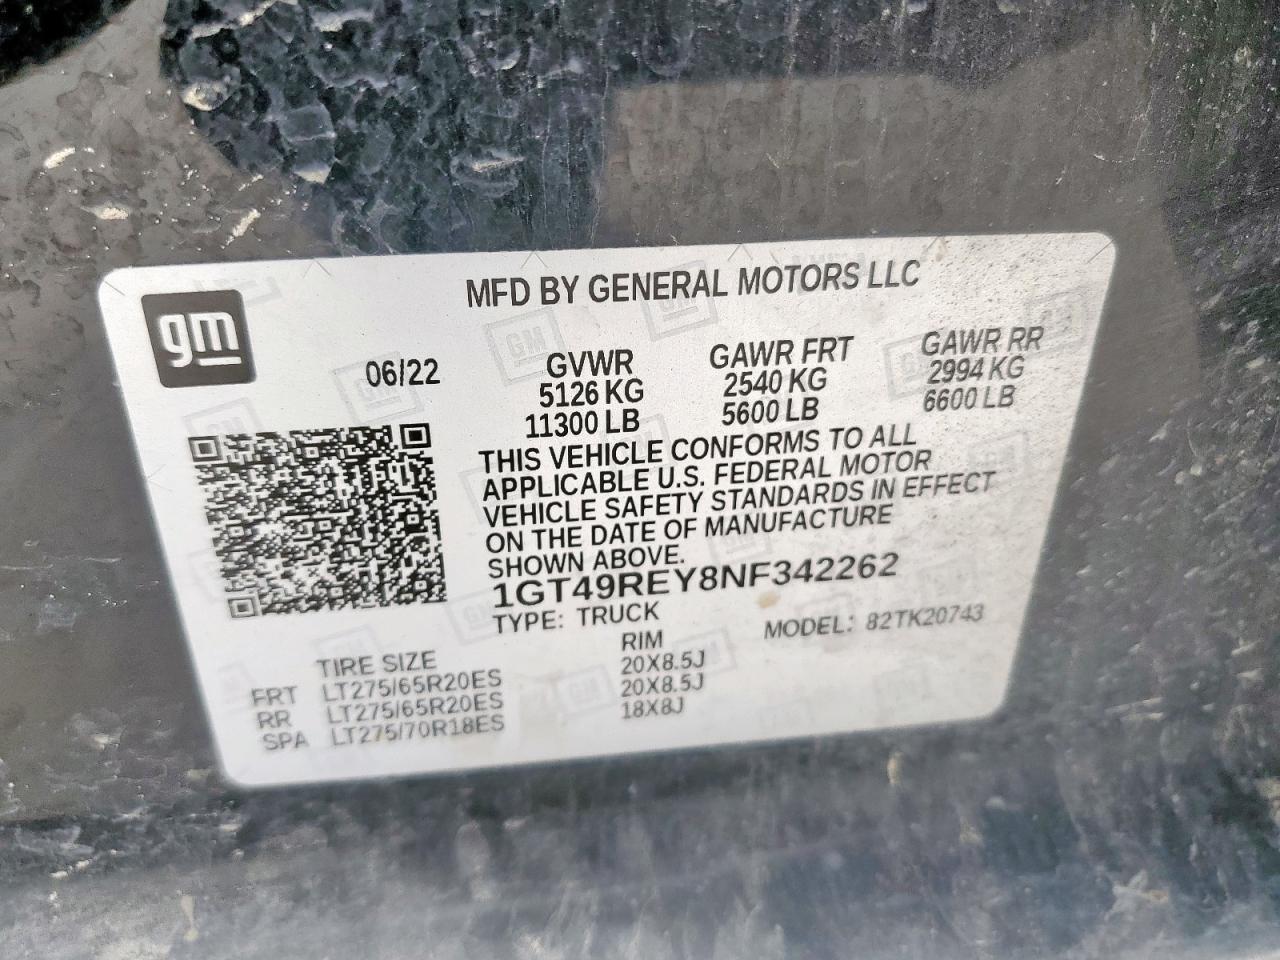 MFD BY GENERAL MOTORS LLC
gm
06/22
GVWR GAWR FRT GAWR RR
5126 KG 2540 KG 2994 KG
11300 LB 5600 LB 6600 LB
THIS VEHICLE CONFORMS TO ALL
APPLICABLE U.S. FEDERAL MOTOR
VEHICLE SAFETY STANDARDS IN EFFECT
ON THE DATE OF MANUFACTURE
SHOWN ABOVE.
1GT49REY8NF342262
TYPE: TRUCK MODEL: 82TK20743
TIRE SIZE RIM
FRT LT275/65R20ES 20X8.5J
RR LT275/65R20ES 20X8.5J
SPA LT275/70R18ES 18X8J